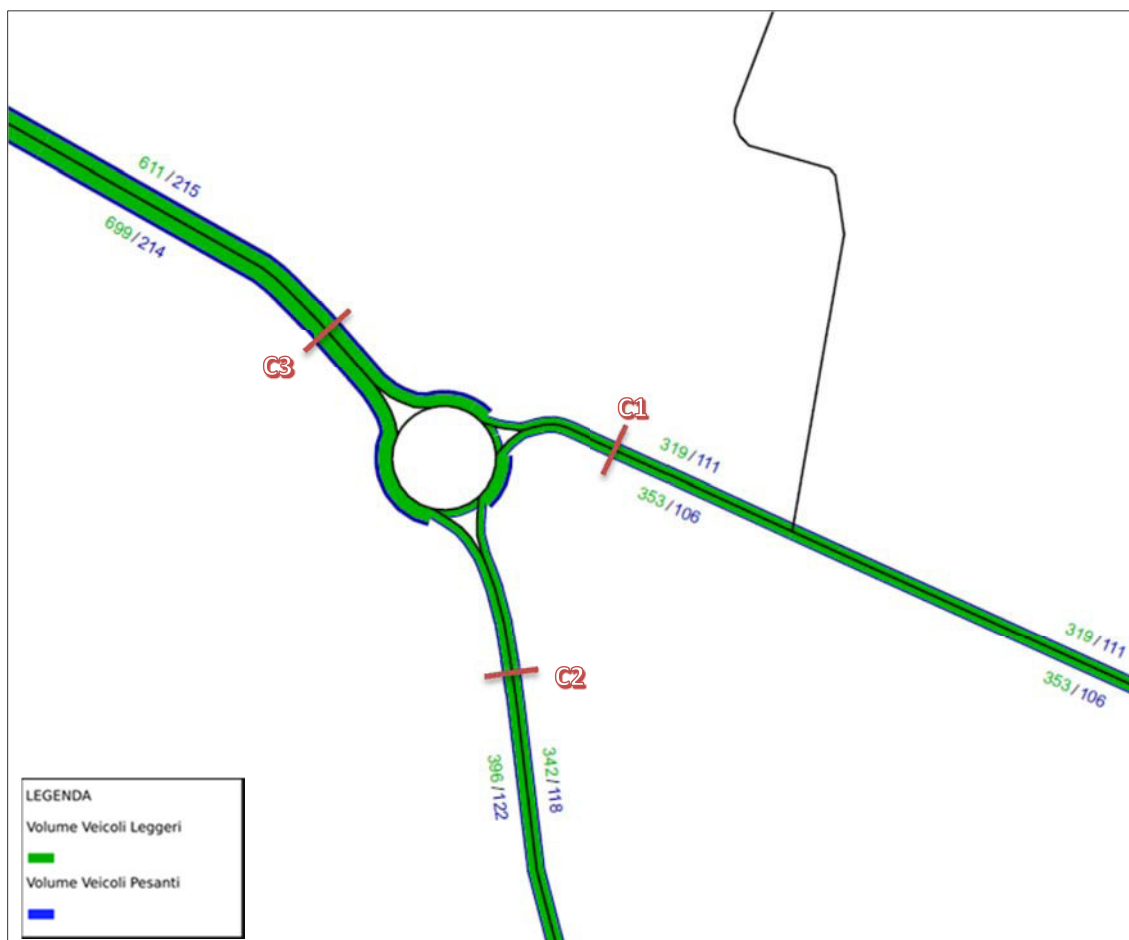 611/215
699/214
C3
C1
319/111
353/106
319/111
353/106
C2
396/122
342/118
LEGENDA
Volume Veicoli Leggeri
Volume Veicoli Pesanti